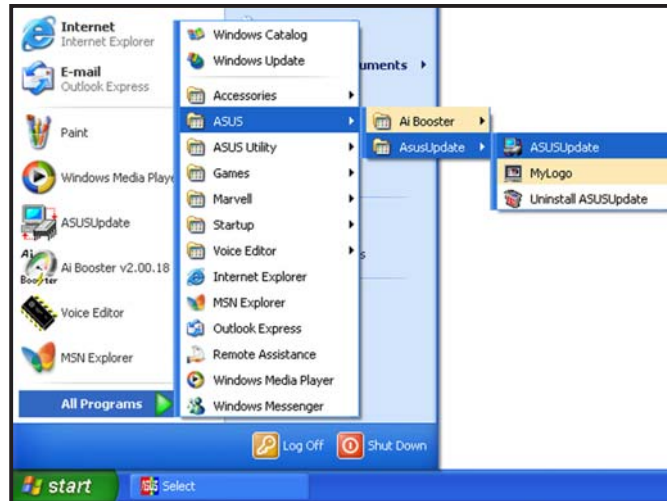 Internet
Internet Explorer
E-mail
Outlook Express
Paint
Windows Media Playe
ASUSUpdate
Ai Booster v2.00.18
Voice Editor
MSN Explorer
All Programs
Windows Catalog
Windows Update
Accessories
ASUS
ASUS Utility
Games
Marvell
Startup
Voice Editor
Internet Explorer
MSN Explorer
Outlook Express
Remote Assistance
Windows Media Player
Windows Messenger
uments
s
Ai Booster
AsusUpdate
ASUSUpdate
MyLogo
Uninstall ASUSUpdate
Log Off
Shut Down
start
Select